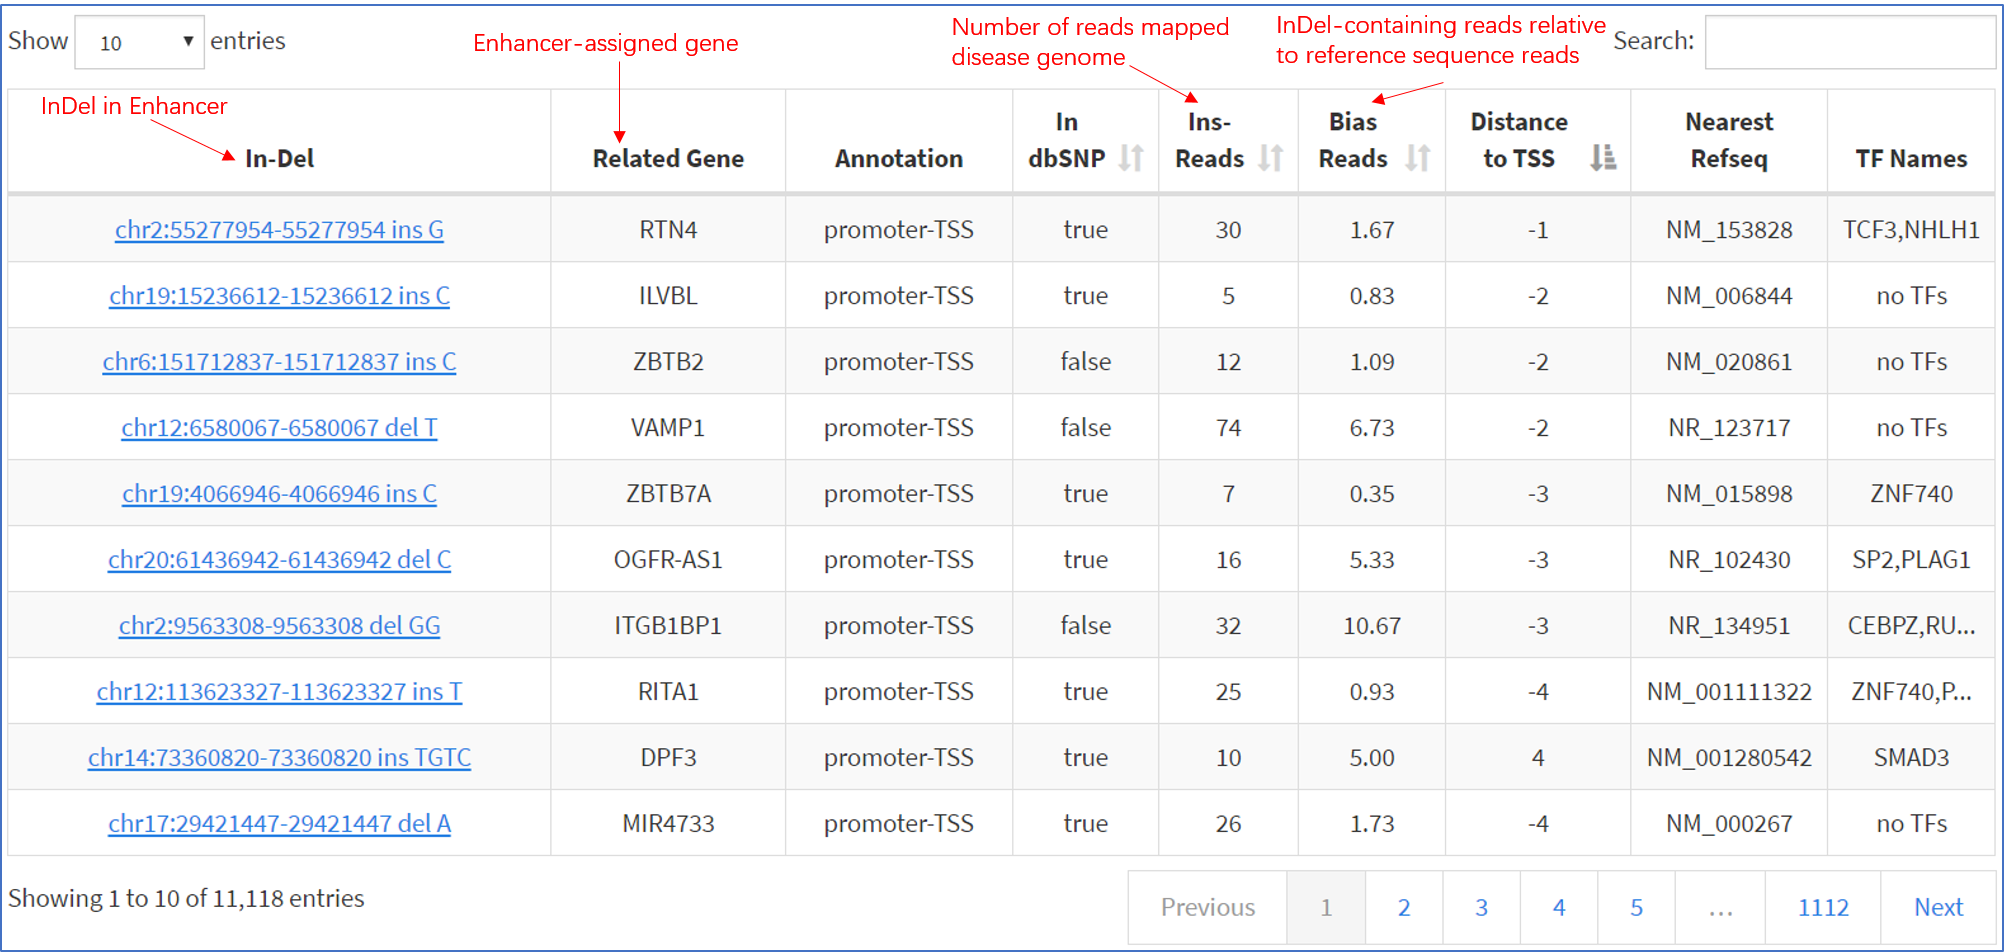 Show 10 entries
Enhancer-assigned gene
Number of reads mapped
disease genome
InDel-containing reads relative
to reference sequence reads
Search:
InDel in Enhancer
In-Del Related Gene Annotation In dbSNP Ins-Reads Bias Reads Distance to TSS Nearest Refseq TF Names
chr2:55277954-55277954 ins G RTN4 promoter-TSS true 30 1.67 -1 NM_153828 TCF3,NHLH1
chr19:15236612-15236612 ins C ILVBL promoter-TSS true 5 0.83 -2 NM_006844 no TFs
chr6:151712837-151712837 ins C ZBTB2 promoter-TSS false 12 1.09 -2 NM_020861 no TFs
chr12:6580067-6580067 del T VAMP1 promoter-TSS false 74 6.73 -2 NR_123717 no TFs
chr19:4066946-4066946 ins C ZBTB7A promoter-TSS true 7 0.35 -3 NM_015898 ZNF740
chr20:61436942-61436942 del C OGFR-AS1 promoter-TSS true 16 5.33 -3 NR_102430 SP2,PLAG1
chr2:9563308-9563308 del GG ITGB1BP1 promoter-TSS false 32 10.67 -3 NR_134951 CEBPZ,RU...
chr12:113623327-113623327 ins T RITA1 promoter-TSS true 25 0.93 -4 NM_001111322 ZNF740,P...
chr14:73360820-73360820 ins TGTC DPF3 promoter-TSS true 10 5.00 4 NM_001280542 SMAD3
chr17:29421447-29421447 del A MIR4733 promoter-TSS true 26 1.73 -4 NM_000267 no TFs
Showing 1 to 10 of 11,118 entries
Previous 1 2 3 4 5 ... 1112 Next